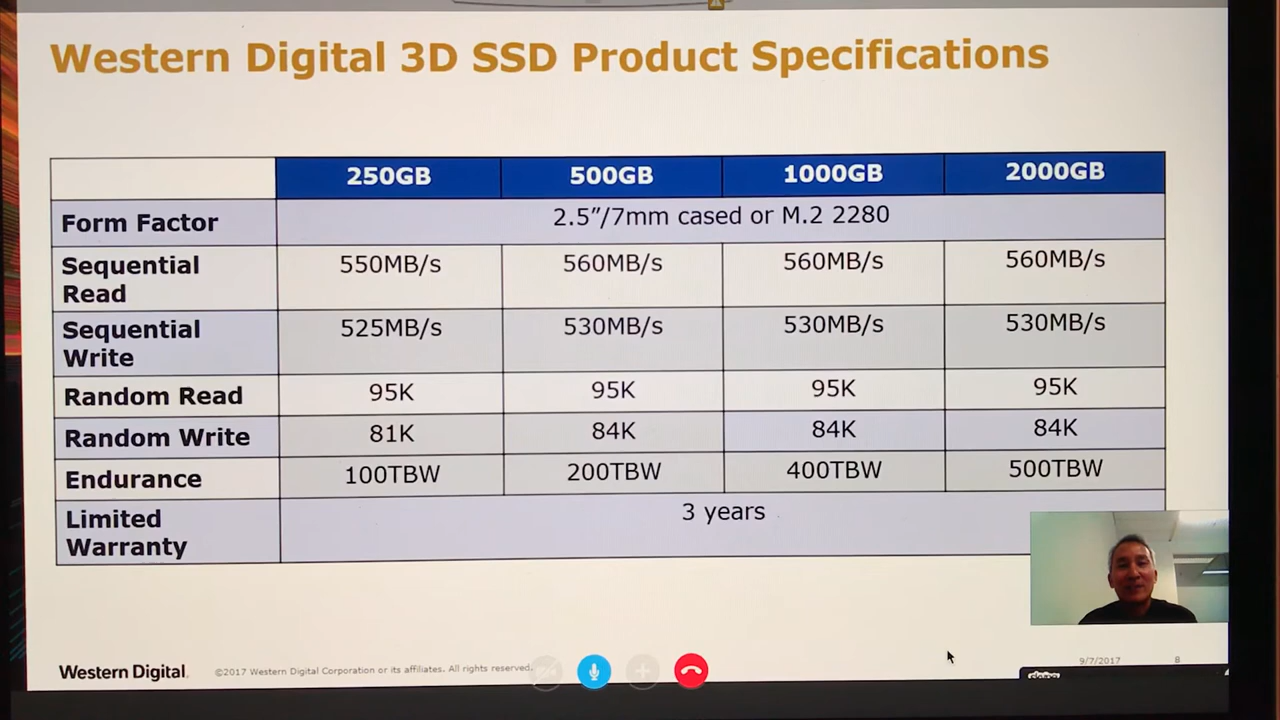 Western Digital 3D SSD Product Specifications
250GB 500GB 1000GB 2000GB
Form Factor 2.5”/7mm cased or M.2 2280
Sequential Read 550MB/s 560MB/s 560MB/s 560MB/s
Sequential Write 525MB/s 530MB/s 530MB/s 530MB/s
Random Read 95K 95K 95K 95K
Random Write 81K 84K 84K 84K
Endurance 100TBW 200TBW 400TBW 500TBW
Limited Warranty 3 years
Western Digital ©2017 Western Digital Corporation or its affiliates. All rights reserved. 9/7/2017 8